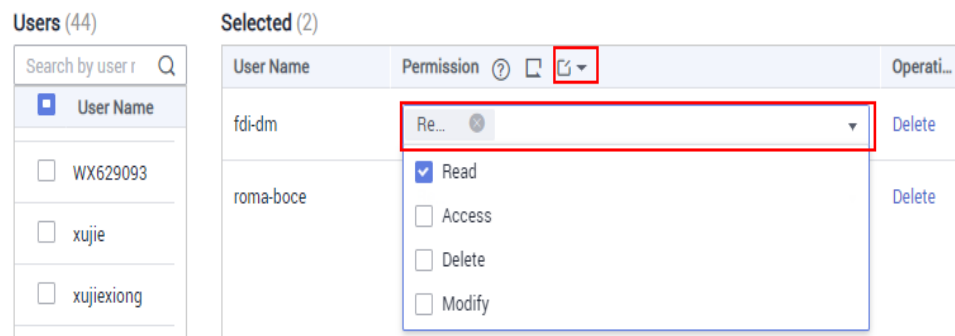 Users (44)
Selected (2)
Search by user r
User Name
WX629093
xujie
xujiexiong
User Name
Permission ?
Operati...
fdi-dm
Re...
Delete
Read
Access
Delete
Modify
roma-boce
Delete